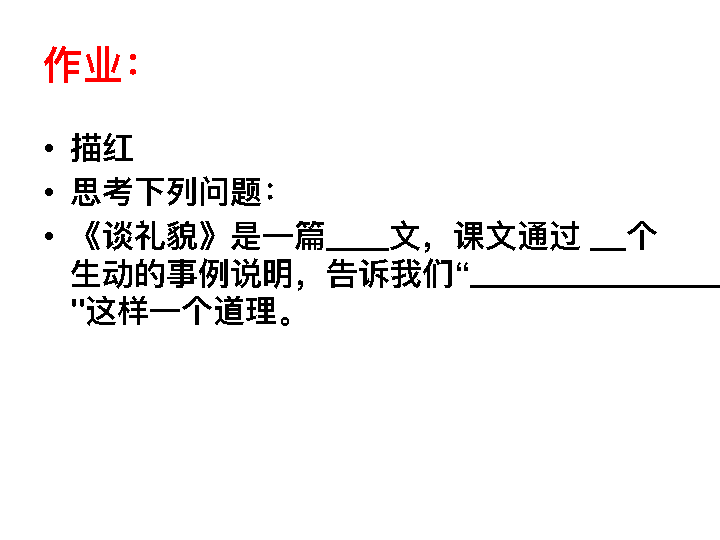 作业：
• 描红
• 思考下列问题：
• 《谈礼貌》是一篇____文，课文通过 __个
生动的事例说明，告诉我们“________________
"这样一个道理。